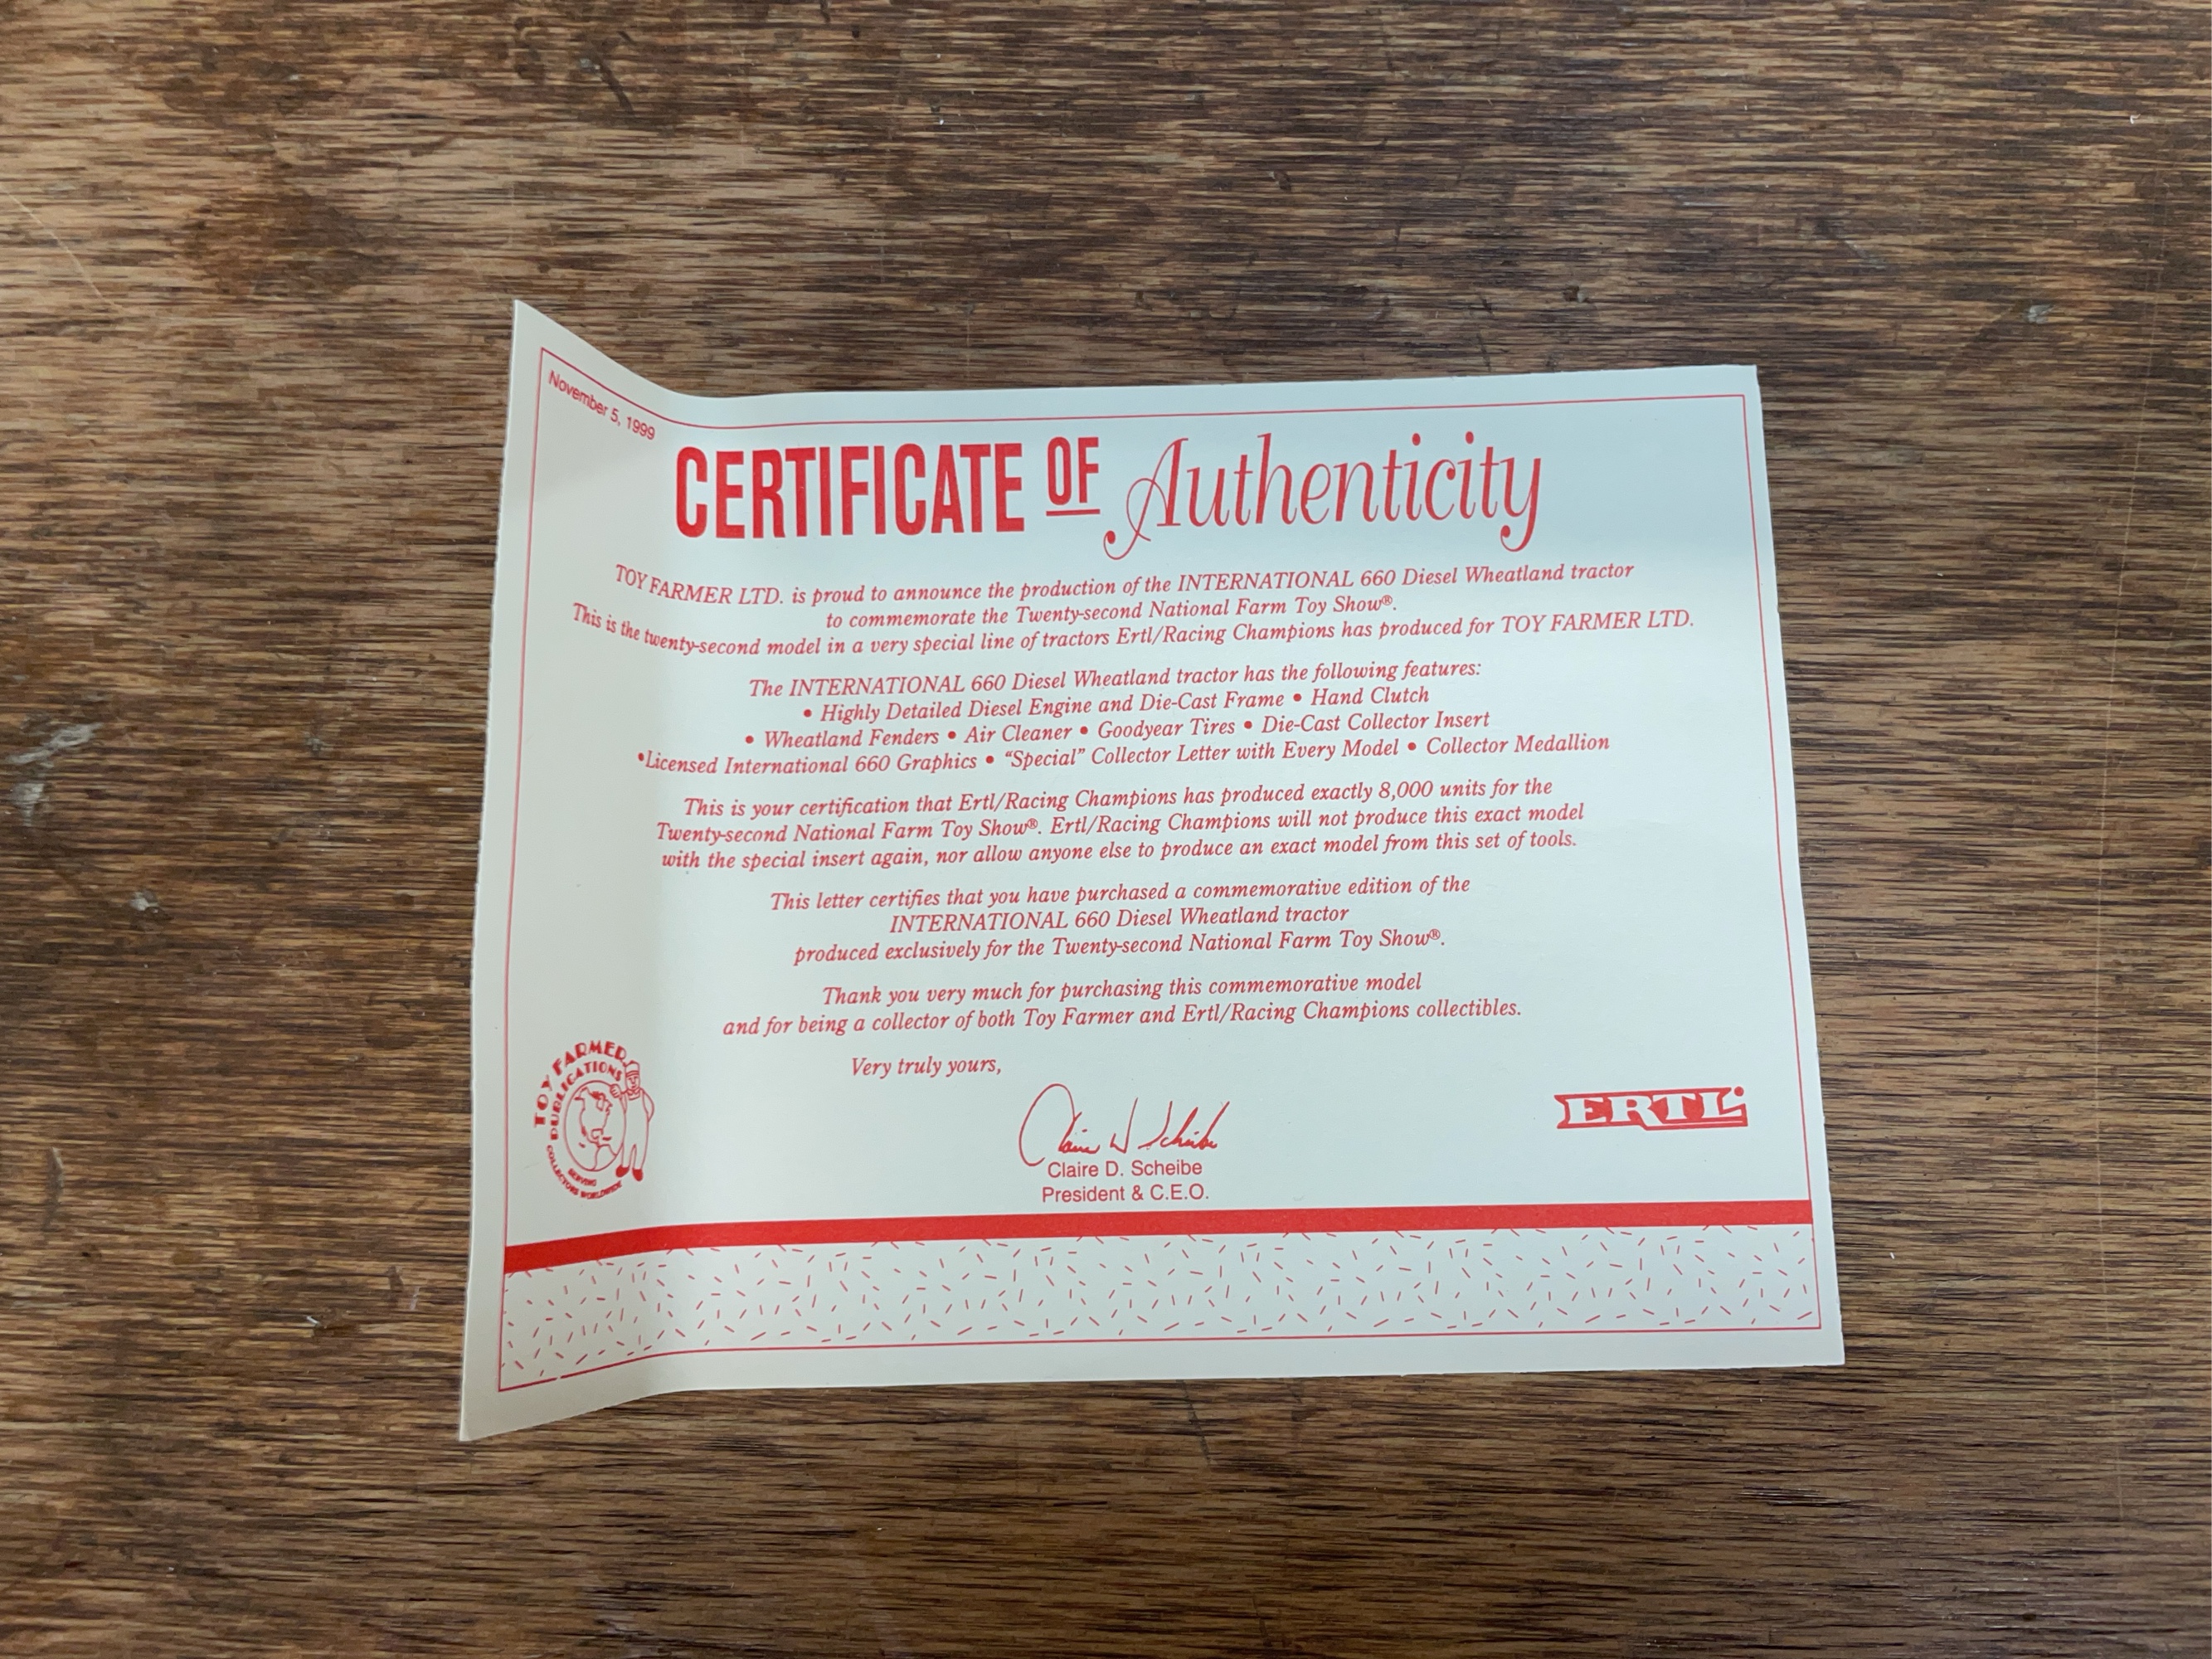 November 5, 1999
CERTIFICATE OF Authenticity
TOY FARMER LTD. is proud to announce the production of the INTERNATIONAL 660 Diesel Wheatland tractor
to commemorate the Twenty-second National Farm Toy Show®.
This is the twenty-second model in a very special line of tractors Ertl/Racing Champions has produced for TOY FARMER LTD.
The INTERNATIONAL 660 Diesel Wheatland tractor has the following features:
• Highly Detailed Diesel Engine and Die-Cast Frame • Hand Clutch
• Wheatland Fenders • Air Cleaner • Goodyear Tires • Die-Cast Collector Insert
•Licensed International 660 Graphics • “Special” Collector Letter with Every Model • Collector Medallion
This is your certification that Ertl/Racing Champions has produced exactly 8,000 units for the
Twenty-second National Farm Toy Show®. Ertl/Racing Champions will not produce this exact model
with the special insert again, nor allow anyone else to produce an exact model from this set of tools.
This letter certifies that you have purchased a commemorative edition of the
INTERNATIONAL 660 Diesel Wheatland tractor
produced exclusively for the Twenty-second National Farm Toy Show®.
Thank you very much for purchasing this commemorative model
and for being a collector of both Toy Farmer and Ertl/Racing Champions collectibles.
Very truly yours,
Claire D. Scheibe
Claire D. Scheibe
President & C.E.O.
TOY FARMER
PUBLICATIONS
SERVING
COLLECTORS WORLDWIDE
ERTL